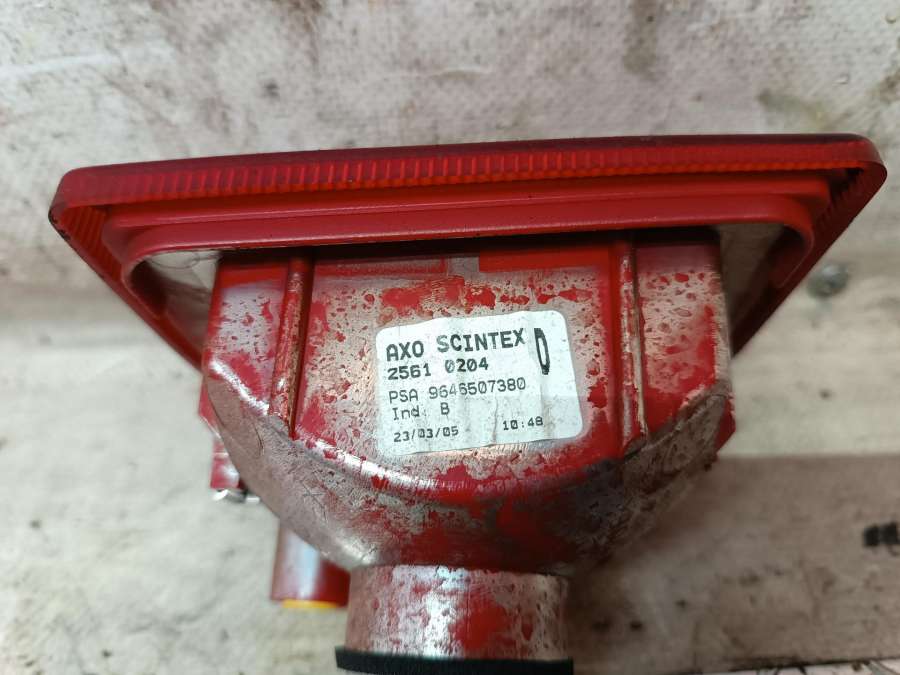 AXO SCINTEX D
2561 0204
PSA 9646507380
Ind. B
23/03/05 10:48